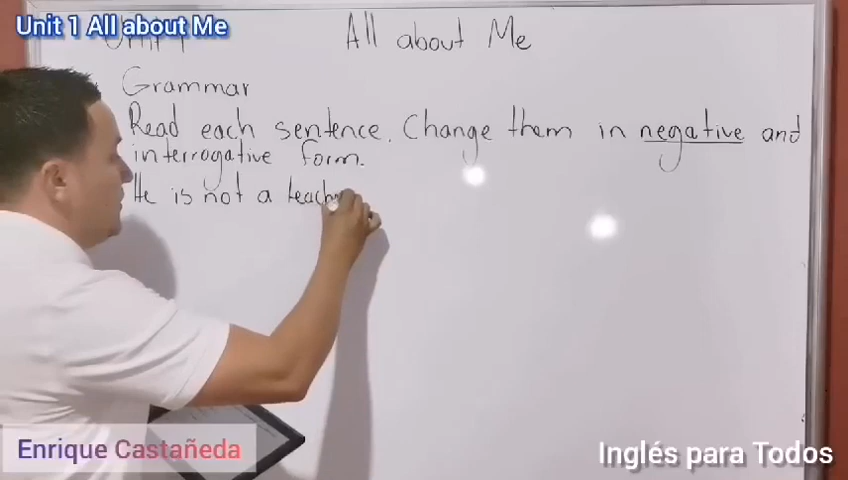 Unit 1 All about Me
All about Me
Grammar
Read each sentence. Change them in negative and
interrogative form.
He is not a
Enrique Castañeda
Inglés para Todos